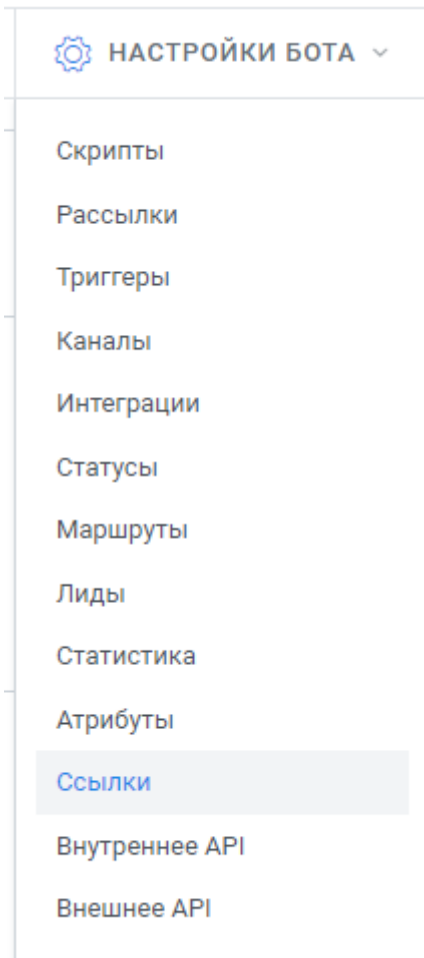 НАСТРОЙКИ БОТА
Скрипты
Рассылки
Триггеры
Каналы
Интеграции
Статусы
Маршруты
Лиды
Статистика
Атрибуты
Ссылки
Внутреннее API
Внешнее API